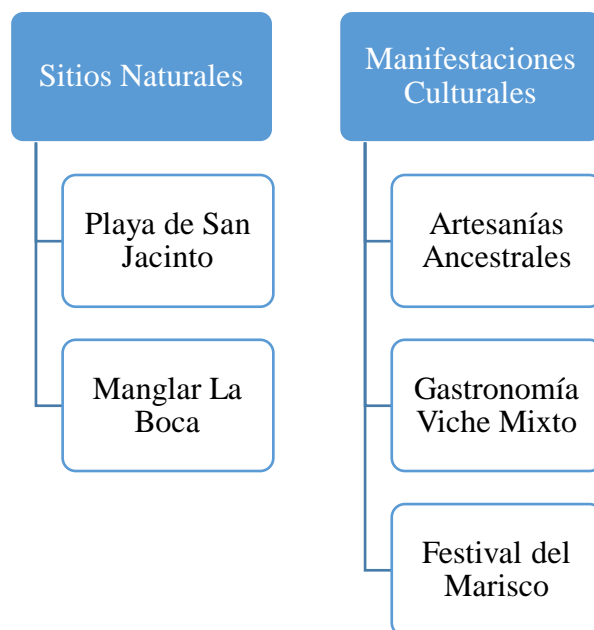 Sitios Naturales
Playa de San
Jacinto
Manglar La
Boca
Manifestaciones
Culturales
Artesanías
Ancestrales
Gastronomía
Viche Mixto
Festival del
Marisco